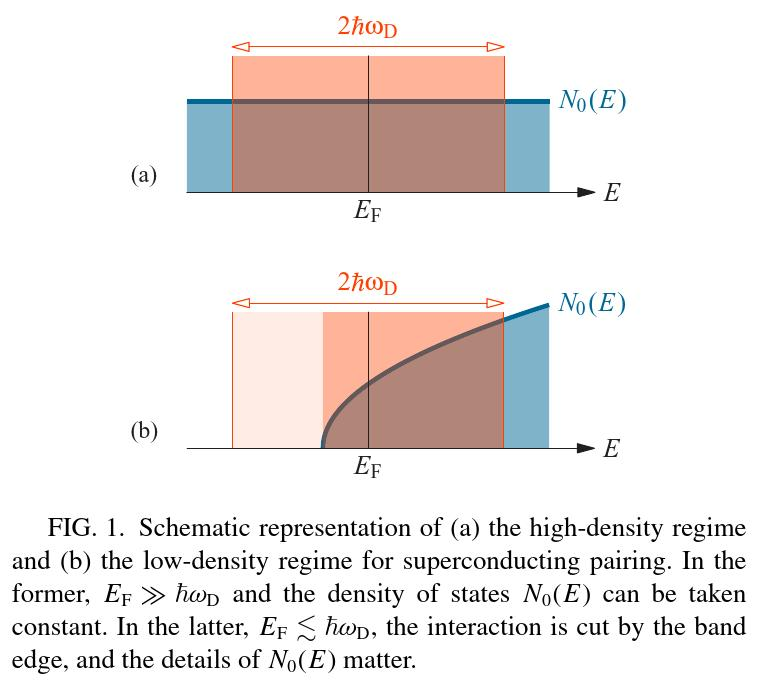 2ħωD
N0(E)
(a)
E
EF
2ħωD
N0(E)
(b)
E
EF
FIG. 1. Schematic representation of (a) the high-density regime
and (b) the low-density regime for superconducting pairing. In the
former, EF ≫ ħωD and the density of states N0(E) can be taken
constant. In the latter, EF ≲ ħωD, the interaction is cut by the band
edge, and the details of N0(E) matter.